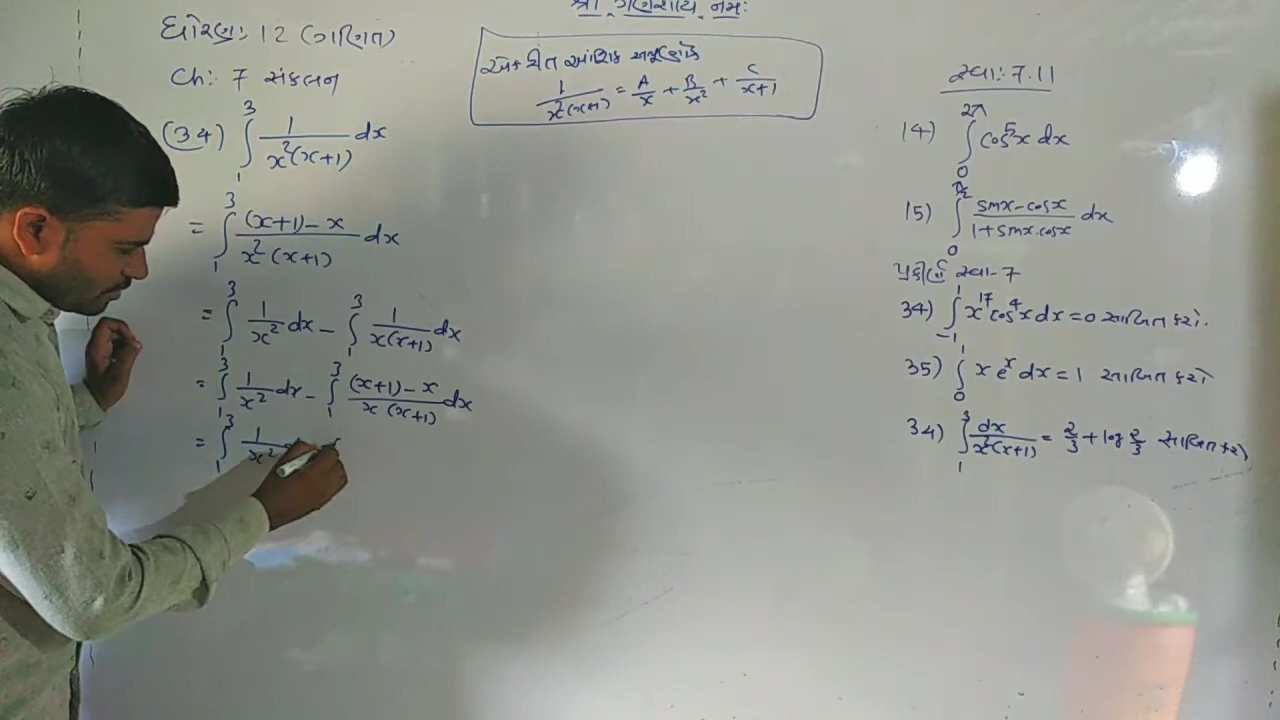 શ્રી ગણેશાય નમઃ
ધોરણઃ 12 (ગણિત)
Ch: 7 સંકલન
(34) ∫₁³ 1/(x²(x+1)) dx
= ∫₁³ ((x+1)-x)/(x²(x+1)) dx
= ∫₁³ 1/x² dx - ∫₁³ 1/(x(x+1)) dx
= ∫₁³ 1/x² dx - ∫₁³ ((x+1)-x)/(x(x+1)) dx
= ∫₁³ 1/x²
આંશિક
1/(x²(x+1)) = A/x + B/x² + C/(x+1)
સ્વાઃ 7.11
14) ∫₀^2π cos⁵x dx
15) ∫₀^π/2 (sinx-cosx)/(1+sinx.cosx) dx
પ્રકીર્ણ સ્વા-7
34) ∫₋₁¹ x¹⁷cos⁴x dx = 0 સાબિત કરો.
35) ∫₀¹ x eˣ dx = 1 સાબિત કરો
34) ∫₁³ dx/(x²(x+1)) = 2/3 + log 2/3 સાબિત કરો